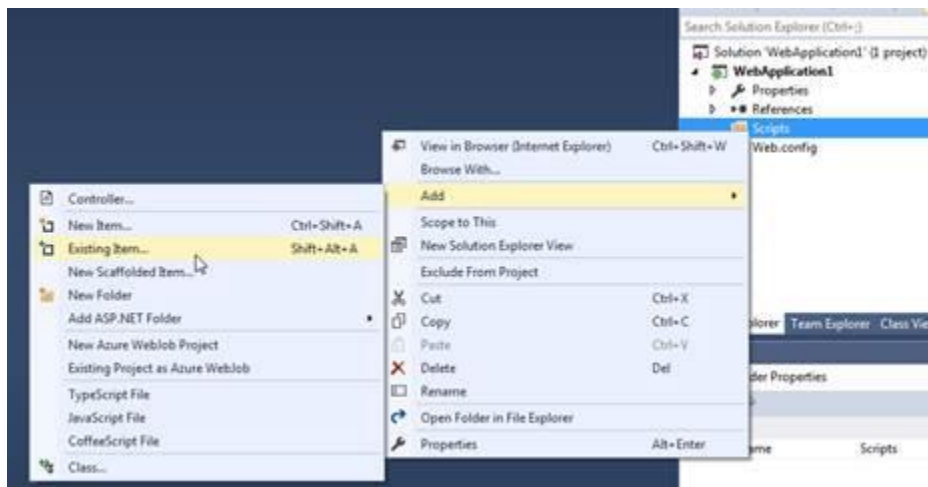 Search Solution Explorer (Ctrl+;)
Solution 'WebApplication1' (1 project)
WebApplication1
Properties
References
Scripts
Web.config
View in Browser (Internet Explorer) Ctrl+Shift+W
Browse With...
Add
Scope to This
New Solution Explorer View
Exclude From Project
Cut Ctrl+X
Copy Ctrl+C
Paste Ctrl+V
Delete Del
Rename
Open Folder in File Explorer
Properties Alt+Enter
Controller...
New Item... Ctrl+Shift+A
Existing Item... Shift+Alt+A
New Scaffolded Item...
New Folder
Add ASP.NET Folder
New Azure WebJob Project
Existing Project as Azure WebJob
TypeScript File
JavaScript File
CoffeeScript File
Class...
plorer Team Explorer Class Vie
der Properties
ame Scripts